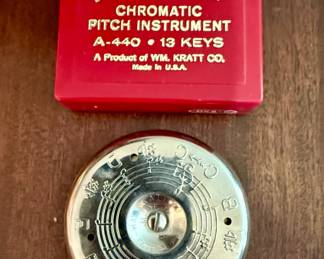 CHROMATIC
PITCH INSTRUMENT
A-440 • 13 KEYS
A Product of WM. KRATT CO.
Made in U.S.A.